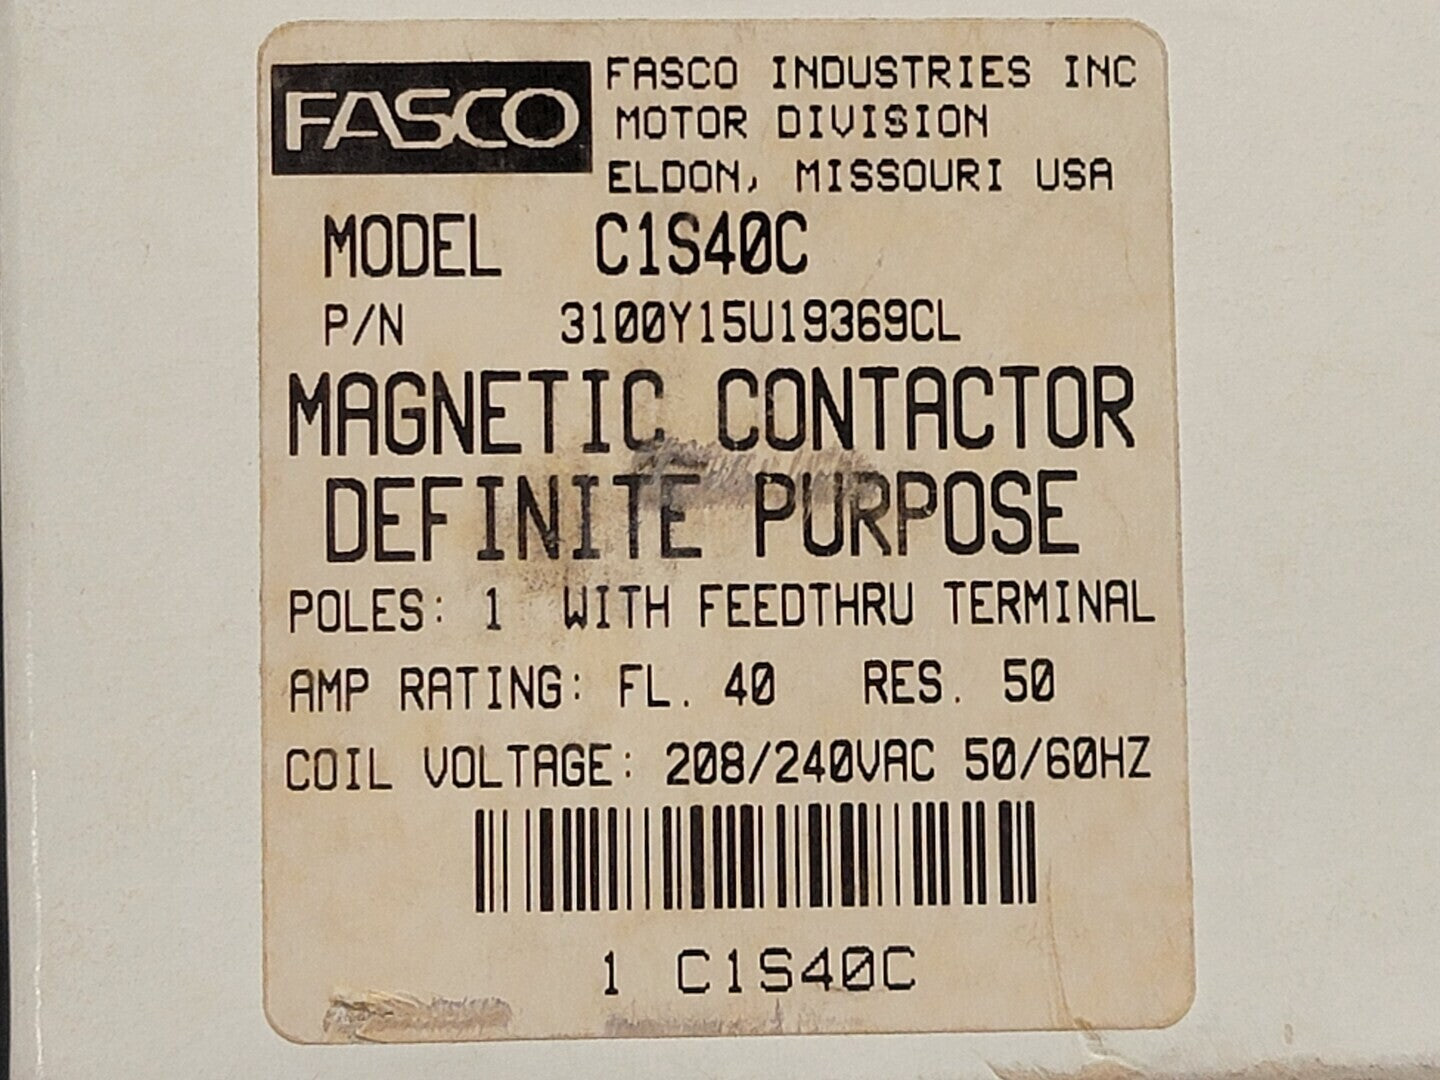 FASCO
FASCO INDUSTRIES INC
MOTOR DIVISION
ELDON, MISSOURI USA
MODEL C1S40C
P/N 3100Y15U19369CL
MAGNETIC CONTACTOR
DEFINITE PURPOSE
POLES: 1 WITH FEEDTHRU TERMINAL
AMP RATING: FL. 40 RES. 50
COIL VOLTAGE: 208/240VAC 50/60HZ
1 C1S40C